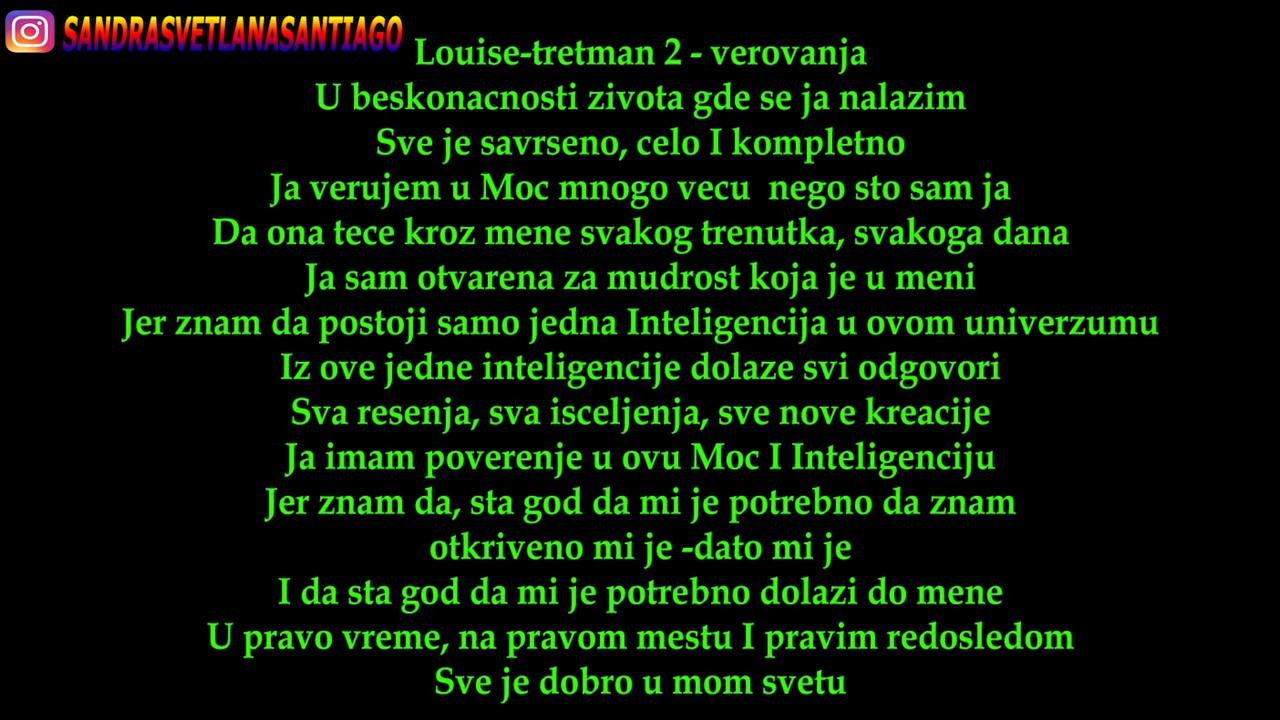 SANDRASVETLANASANTIAGO
Louise-tretman 2 - verovanja
U beskonacnosti zivota gde se ja nalazim
Sve je savrseno, celo I kompletno
Ja verujem u Moc mnogo vecu  nego sto sam ja
Da ona tece kroz mene svakog trenutka, svakoga dana
Ja sam otvarena za mudrost koja je u meni
Jer znam da postoji samo jedna Inteligencija u ovom univerzumu
Iz ove jedne inteligencije dolaze svi odgovori
Sva resenja, sva isceljenja, sve nove kreacije
Ja imam poverenje u ovu Moc I Inteligenciju
Jer znam da, sta god da mi je potrebno da znam
otkriveno mi je -dato mi je
I da sta god da mi je potrebno dolazi do mene
U pravo vreme, na pravom mestu I pravim redosledom
Sve je dobro u mom svetu